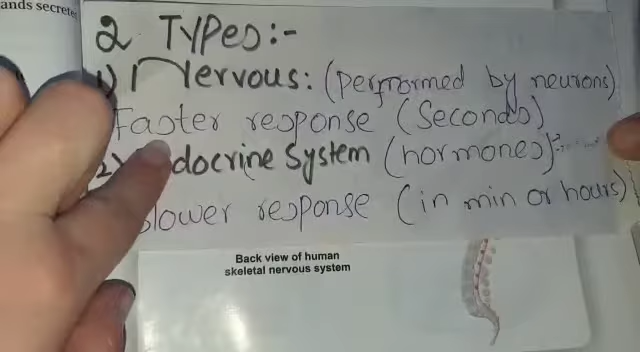 ands secrete
2 Types:-
1) Nervous: (performed by neurons)
Faster response (Seconds)
2) Endocrine System (hormones)
Slower response (in min or hours)
Back view of human
skeletal nervous system